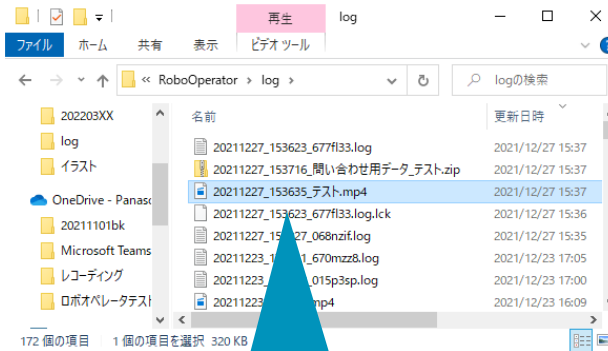 再生 log
ファイル ホーム 共有 表示 ビデオ ツール
« RoboOperator > log > logの検索
名前 更新日時
202203XX
log
イラスト
OneDrive - Panaso
20211101bk
Microsoft Teams
レコーディング
ロボオペレータテスト
20211227_153623_677fl33.log 2021/12/27 15:37
20211227_153716_問い合わせ用データ_テスト.zip 2021/12/27 15:37
20211227_153635_テスト.mp4 2021/12/27 15:37
20211227_153623_677fl33.log.lck 2021/12/27 15:36
20211227_15 27_068nzif.log 2021/12/27 15:35
20211223_1 1_670mzz8.log 2021/12/23 17:05
20211223_ _015p3sp.log 2021/12/23 17:00
20211223 mp4 2021/12/23 16:09
172 個の項目 1 個の項目を選択 320 KB